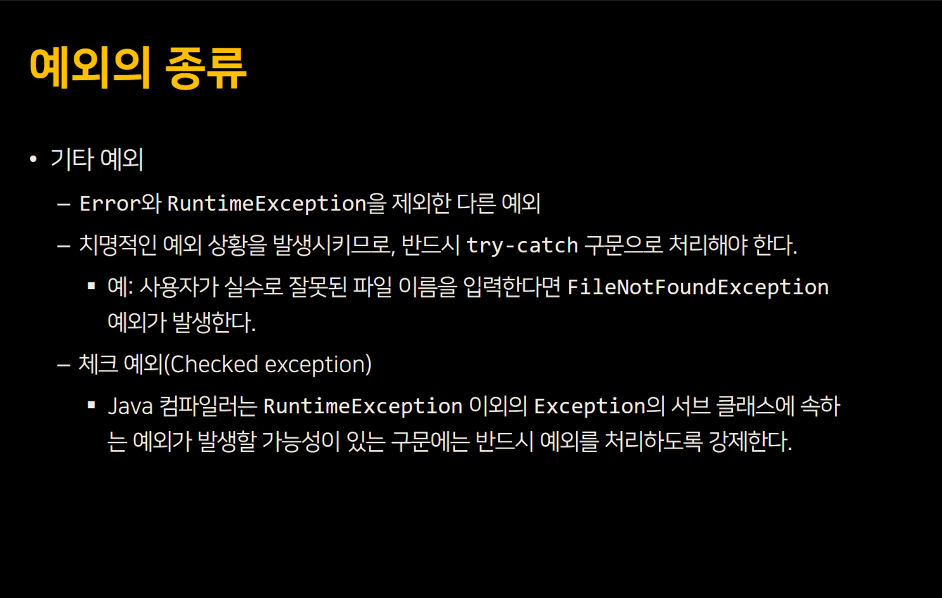 예외의 종류
• 기타 예외
– Error와 RuntimeException을 제외한 다른 예외
– 치명적인 예외 상황을 발생시키므로, 반드시 try-catch 구문으로 처리해야 한다.
▪ 예: 사용자가 실수로 잘못된 파일 이름을 입력한다면 FileNotFoundException
예외가 발생한다.
– 체크 예외(Checked exception)
▪ Java 컴파일러는 RuntimeException 이외의 Exception의 서브 클래스에 속하
는 예외가 발생할 가능성이 있는 구문에는 반드시 예외를 처리하도록 강제한다.